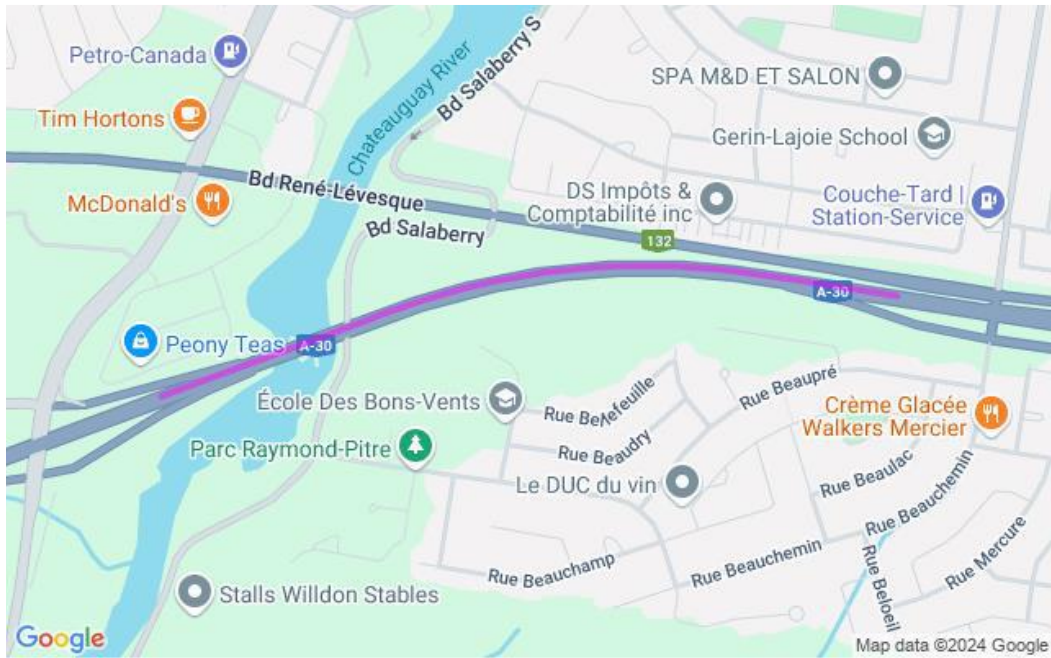 Petro-Canada
Tim Hortons
McDonald's
Chateauguay River
Bd Salaberry S
SPA M&D ET SALON
Gerin-Lajoie School
Bd René-Lévesque
Bd Salaberry
DS Impôts &
Comptabilité inc
Couche-Tard |
Station-Service
132
A-30
Peony Teas
A-30
École Des Bons-Vents
Parc Raymond-Pitre
Rue Bellefeuille
Rue Beaupré
Rue Beaudry
Crème Glacée
Walkers Mercier
Le DUC du vin
Rue Beaulac
Rue Beauchemin
Rue Mercure
Rue Beauchamp
Rue Beauchemin
Rue Beloeil
Stalls Willdon Stables
Google
Map data ©2024 Google